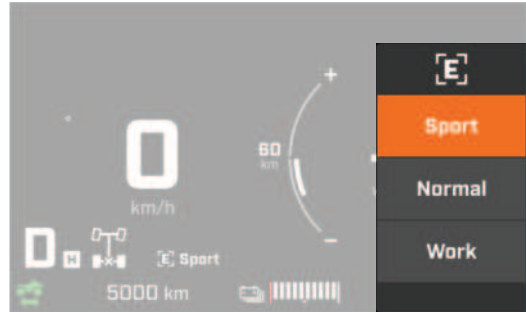 [E]
Sport
Normal
Work
+
60
km
0
km/h
−
D H
[E] Sport
5000 km